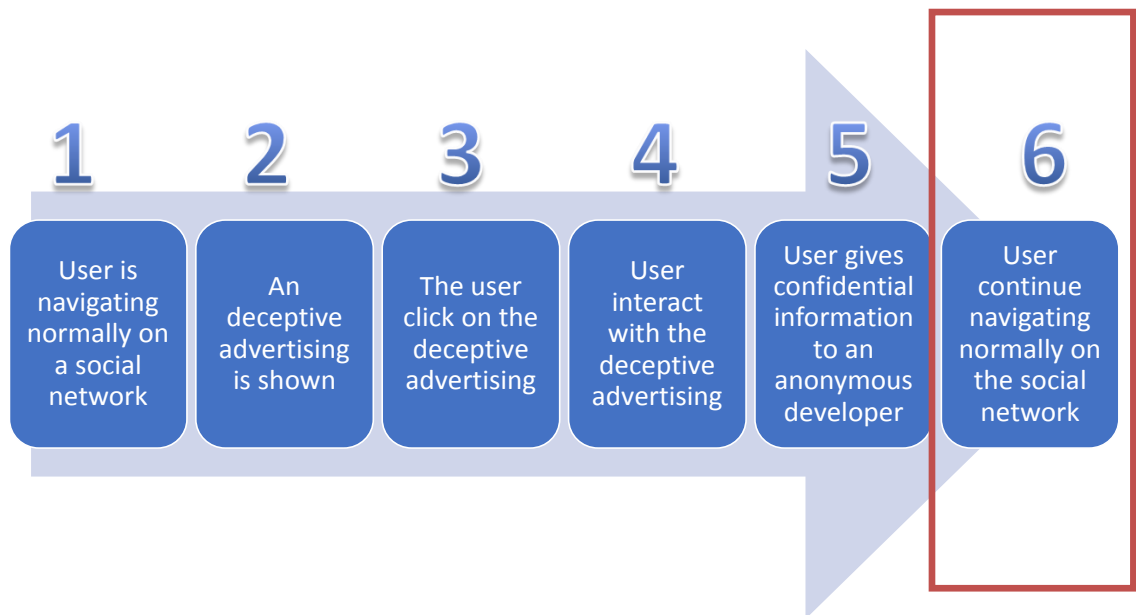 1
2
3
4
5
6
User is
navigating
normally on
a social
network
An
deceptive
advertising
is shown
The user
click on the
deceptive
advertising
User
interact
with the
deceptive
advertising
User gives
confidential
information
to an
anonymous
developer
User
continue
navigating
normally on
the social
network